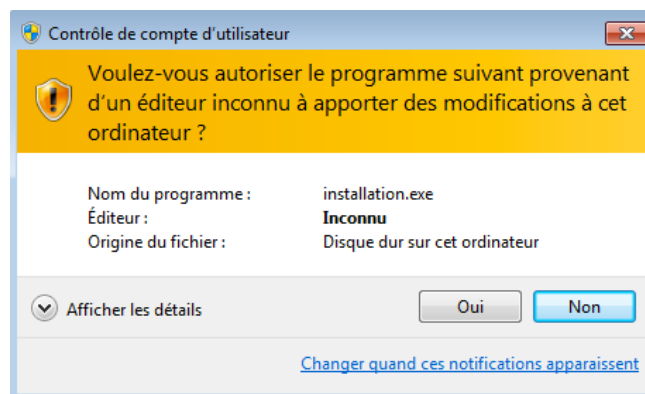 Contrôle de compte d'utilisateur
Voulez-vous autoriser le programme suivant provenant
d'un éditeur inconnu à apporter des modifications à cet
ordinateur ?
Nom du programme : installation.exe
Éditeur : Inconnu
Origine du fichier : Disque dur sur cet ordinateur
Afficher les détails Oui Non
Changer quand ces notifications apparaissent